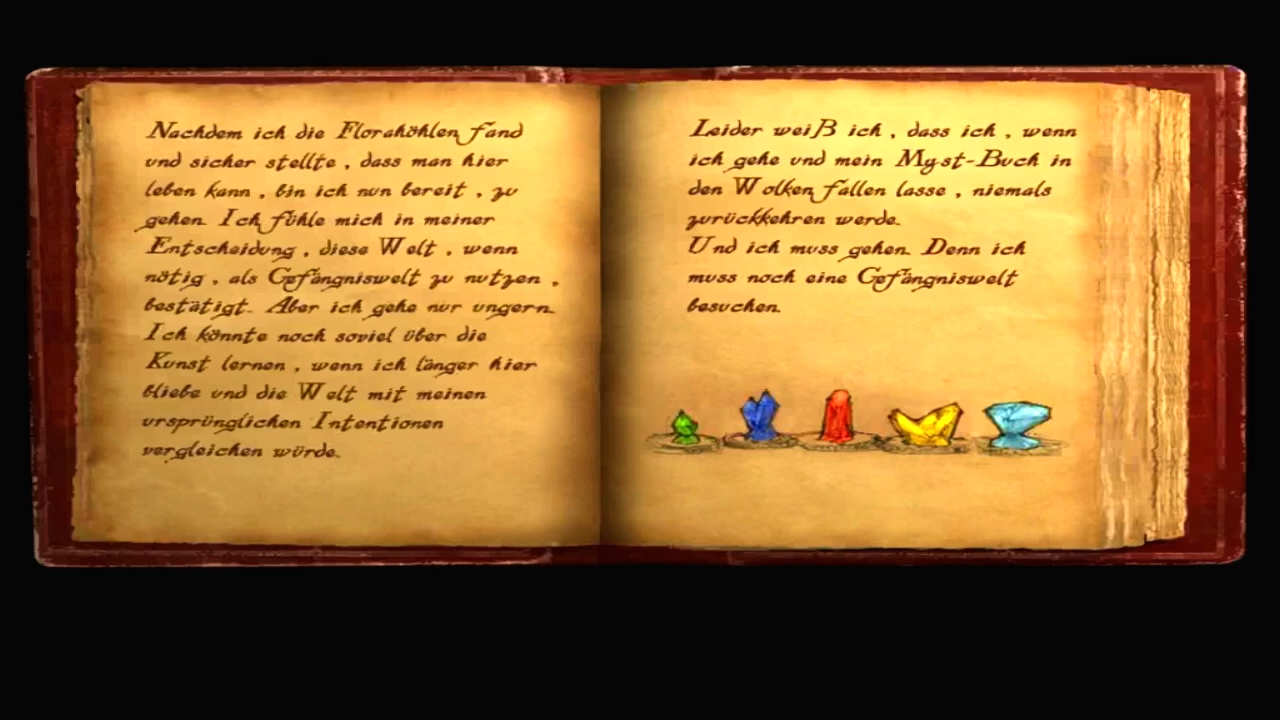 Nachdem ich die Florahöhlen fand
und sicher stellte, dass man hier
leben kann, bin ich nun bereit, zu
gehen. Ich fühle mich in meiner
Entscheidung, diese Welt, wenn
nötig, als Gefängniswelt zu nutzen,
bestätigt. Aber ich gehe nur ungern.
Ich könnte noch soviel über die
Kunst lernen, wenn ich länger hier
bliebe und die Welt mit meinen
ursprünglichen Intentionen
vergleichen würde.
Leider weiß ich, dass ich, wenn
ich gehe und mein Myst-Buch in
den Wolken fallen lasse, niemals
zurückkehren werde.
Und ich muss gehen. Denn ich
muss noch eine Gefängniswelt
besuchen.